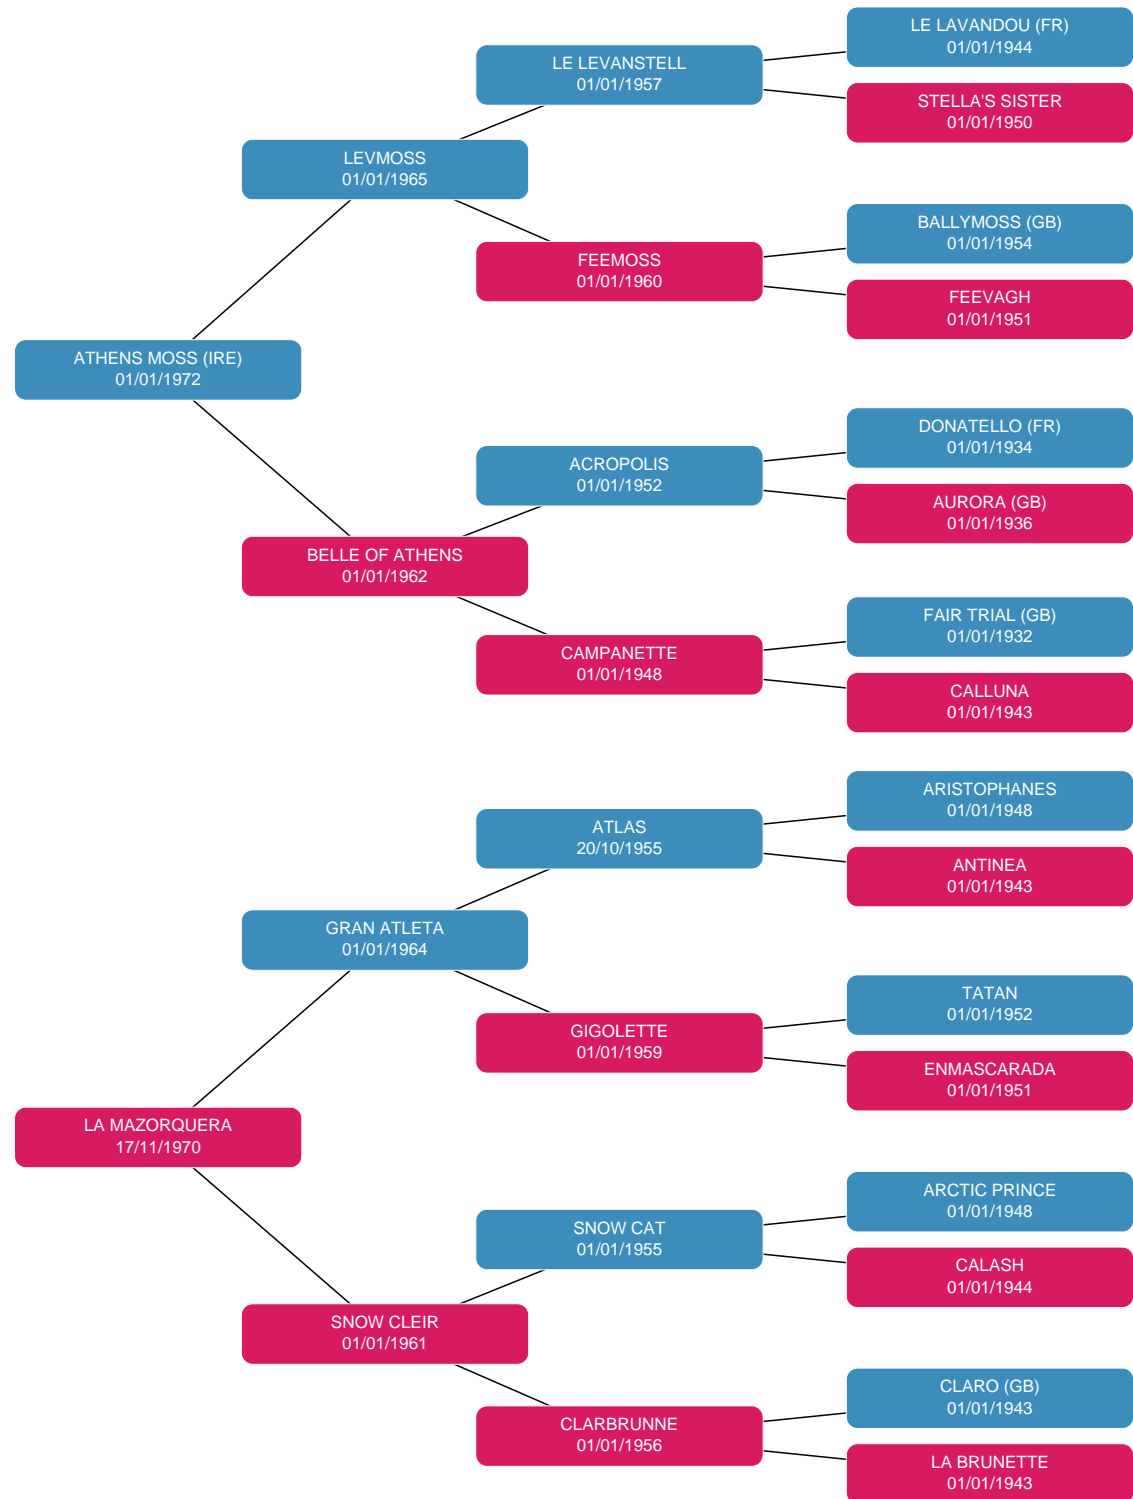 LE LAVANDOU (FR)
01/01/1944
LE LEVANSTELL
01/01/1957
STELLA'S SISTER
01/01/1950
LEVMOSS
01/01/1965
BALLYMOSS (GB)
01/01/1954
FEEMOSS
01/01/1960
FEEVAGH
01/01/1951
ATHENS MOSS (IRE)
01/01/1972
DONATELLO (FR)
01/01/1934
ACROPOLIS
01/01/1952
AURORA (GB)
01/01/1936
BELLE OF ATHENS
01/01/1962
FAIR TRIAL (GB)
01/01/1932
CAMPANETTE
01/01/1948
CALLUNA
01/01/1943
ARISTOPHANES
01/01/1948
ATLAS
20/10/1955
ANTINEA
01/01/1943
GRAN ATLETA
01/01/1964
TATAN
01/01/1952
GIGOLETTE
01/01/1959
ENMASCARADA
01/01/1951
LA MAZORQUERA
17/11/1970
ARCTIC PRINCE
01/01/1948
SNOW CAT
01/01/1955
CALASH
01/01/1944
SNOW CLEIR
01/01/1961
CLARO (GB)
01/01/1943
CLARBRUNNE
01/01/1956
LA BRUNETTE
01/01/1943